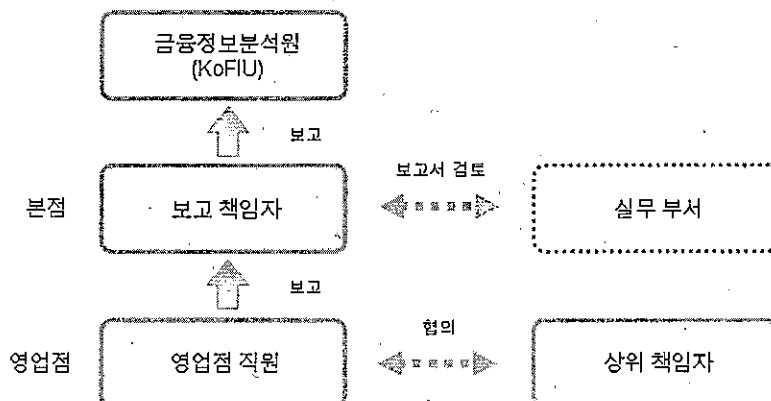 금융정보분석원
(KoFIU)
보고
보고서 검토
본점
보고 책임자
실무 부서
보고
협의
영업점
영업점 직원
상위 책임자